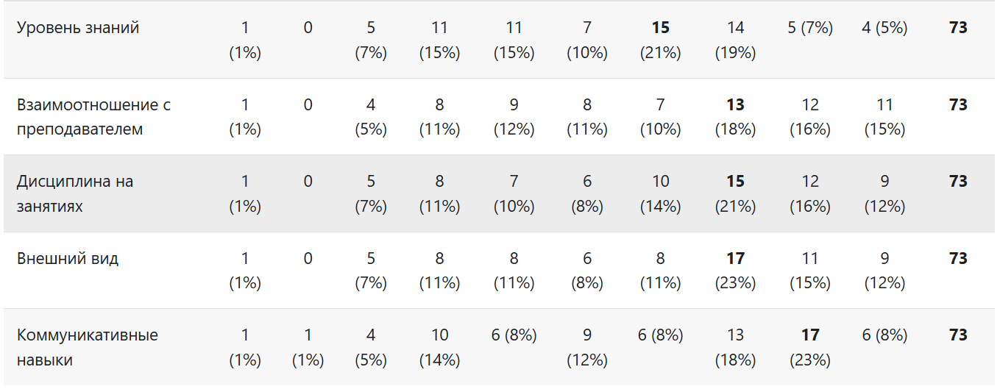 Уровень знаний 1 0 5 11 11 7 15 14 5 (7%) 4 (5%) 73
(1%) (7%) (15%) (15%) (10%) (21%) (19%)
Взаимоотношение с 1 0 4 8 9 8 7 13 12 11 73
преподавателем (1%) (5%) (11%) (12%) (11%) (10%) (18%) (16%) (15%)
Дисциплина на 1 0 5 8 7 6 10 15 12 9 73
занятиях (1%) (7%) (11%) (10%) (8%) (14%) (21%) (16%) (12%)
Внешний вид 1 0 5 8 8 6 8 17 11 9 73
(1%) (7%) (11%) (11%) (8%) (11%) (23%) (15%) (12%)
Коммуникативные 1 1 4 10 6 (8%) 9 6 (8%) 13 17 6 (8%) 73
навыки (1%) (1%) (5%) (14%) (12%) (18%) (23%)